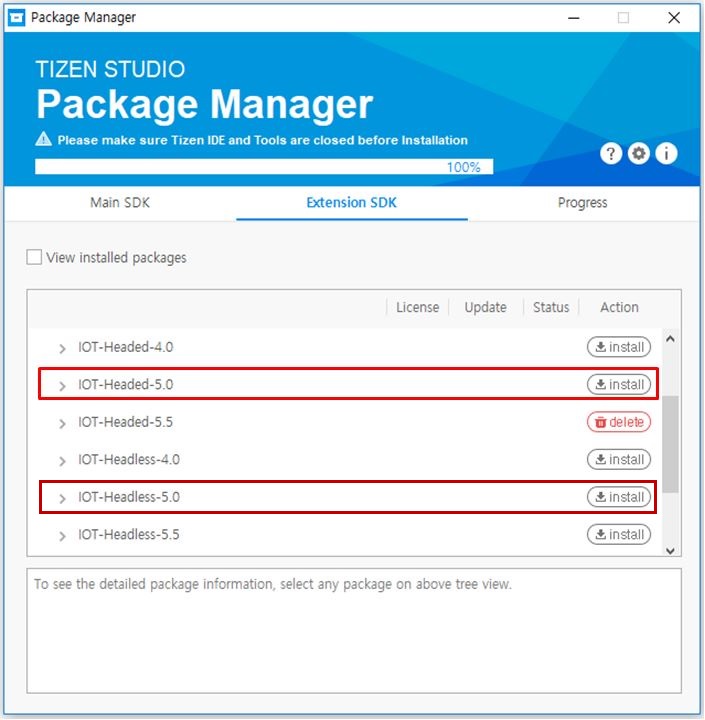 Package Manager
TIZEN STUDIO
Package Manager
Please make sure Tizen IDE and Tools are closed before Installation
100%
Main SDK Extension SDK Progress
View installed packages
License Update Status Action
IOT-Headed-4.0 install
IOT-Headed-5.0 install
IOT-Headed-5.5 delete
IOT-Headless-4.0 install
IOT-Headless-5.0 install
IOT-Headless-5.5 install
To see the detailed package information, select any package on above tree view.